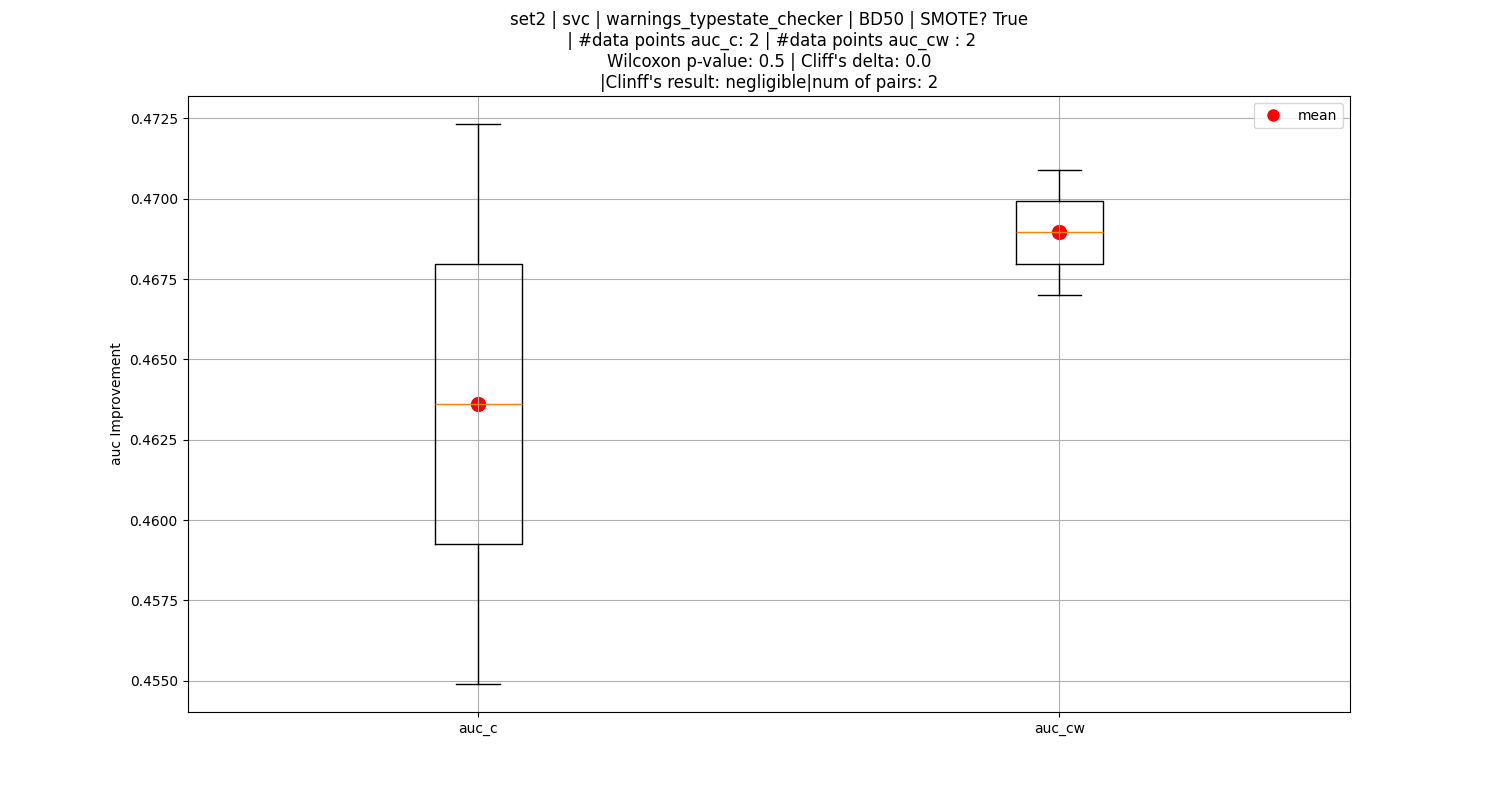 set2 | svc | warnings_typestate_checker | BD50 | SMOTE? True
| #data points auc_c: 2 | #data points auc_cw : 2
Wilcoxon p-value: 0.5 | Cliff's delta: 0.0
|Clinff's result: negligible|num of pairs: 2
mean
0.4725
0.4700
0.4675
0.4650
0.4625
0.4600
0.4575
0.4550
auc Improvement
auc_c
auc_cw